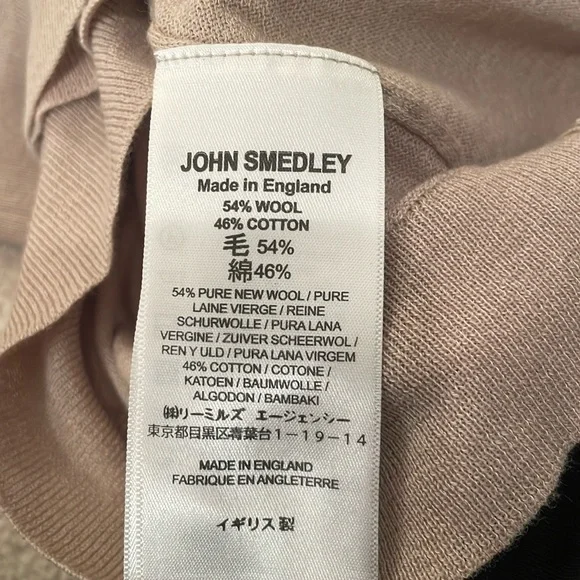 JOHN SMEDLEY
Made in England
54% WOOL
46% COTTON
毛 54%
綿46%
54% PURE NEW WOOL / PURE
LAINE VIERGE / REINE
SCHURWOLLE / PURA LANA
VERGINE / ZUIVER SCHEERWOL /
REN Y ULD / PURA LANA VIRGEM
46% COTTON / COTONE /
KATOEN / BAUMWOLLE /
ALGODON / BAMBAKI
㈱リーミルズ エージェンシー
東京都目黒区青葉台1-19-14
MADE IN ENGLAND
FABRIQUE EN ANGLETERRE
イギリス製